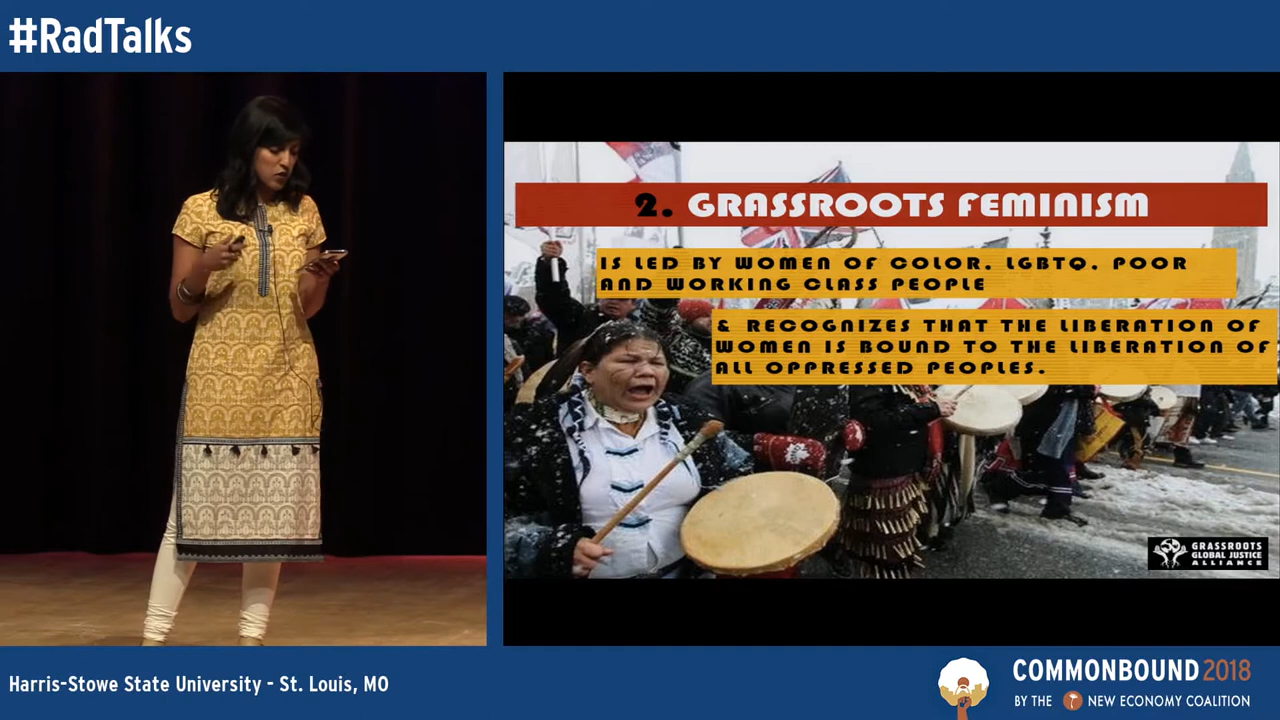 #RadTalks
2. GRASSROOTS FEMINISM
IS LED BY WOMEN OF COLOR, LGBTQ, POOR
AND WORKING CLASS PEOPLE
& RECOGNIZES THAT THE LIBERATION OF
WOMEN IS BOUND TO THE LIBERATION OF
ALL OPPRESSED PEOPLES.
GRASSROOTS
GLOBAL JUSTICE
ALLIANCE
Harris-Stowe State University - St. Louis, MO
COMMONBOUND 2018
BY THE NEW ECONOMY COALITION